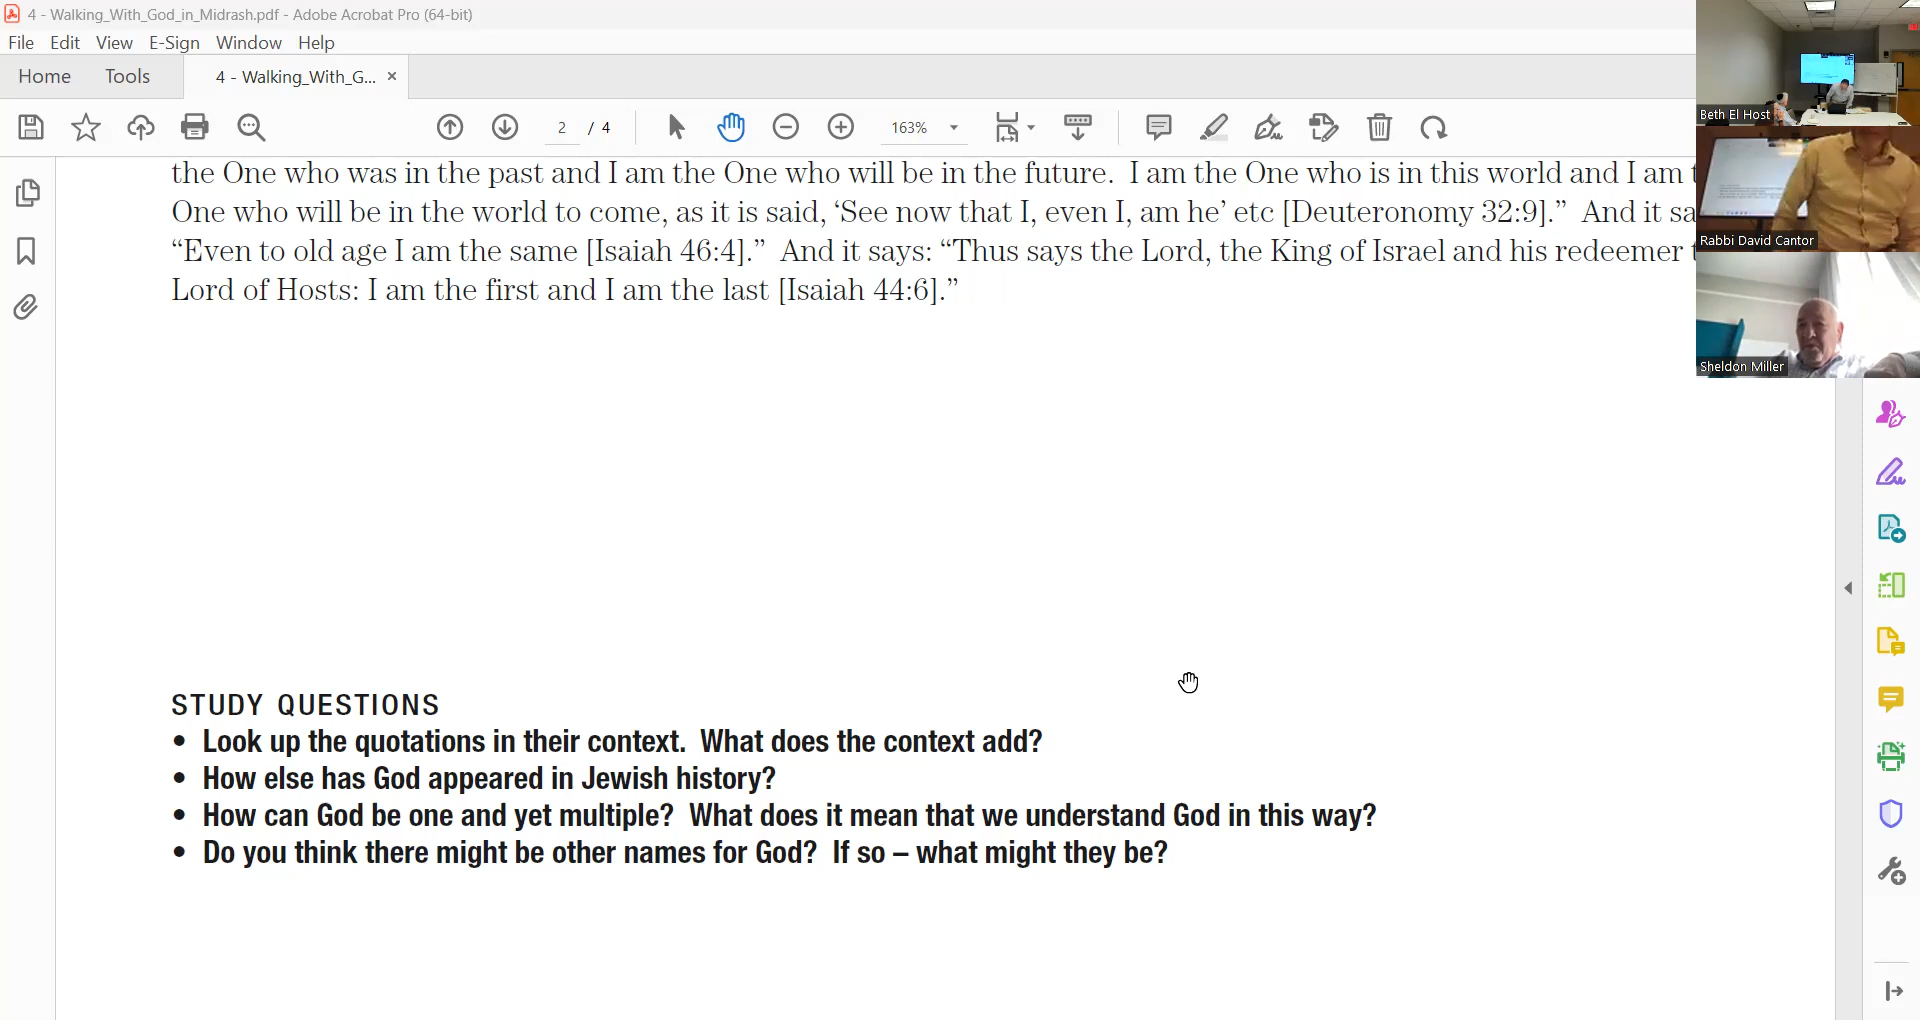 4 - Walking_With_God_in_Midrash.pdf - Adobe Acrobat Pro (64-bit)
File Edit View E-Sign Window Help
Home Tools 4 - Walking_With_G... ×
2 / 4 163%
the One who was in the past and I am the One who will be in the future. I am the One who is in this world and I am t
One who will be in the world to come, as it is said, ‘See now that I, even I, am he’ etc [Deuteronomy 32:9].” And it sa
“Even to old age I am the same [Isaiah 46:4].” And it says: “Thus says the Lord, the King of Israel and his redeemer t
Lord of Hosts: I am the first and I am the last [Isaiah 44:6].”
STUDY QUESTIONS
• Look up the quotations in their context. What does the context add?
• How else has God appeared in Jewish history?
• How can God be one and yet multiple? What does it mean that we understand God in this way?
• Do you think there might be other names for God? If so – what might they be?
Beth El Host
Rabbi David Cantor
Sheldon Miller